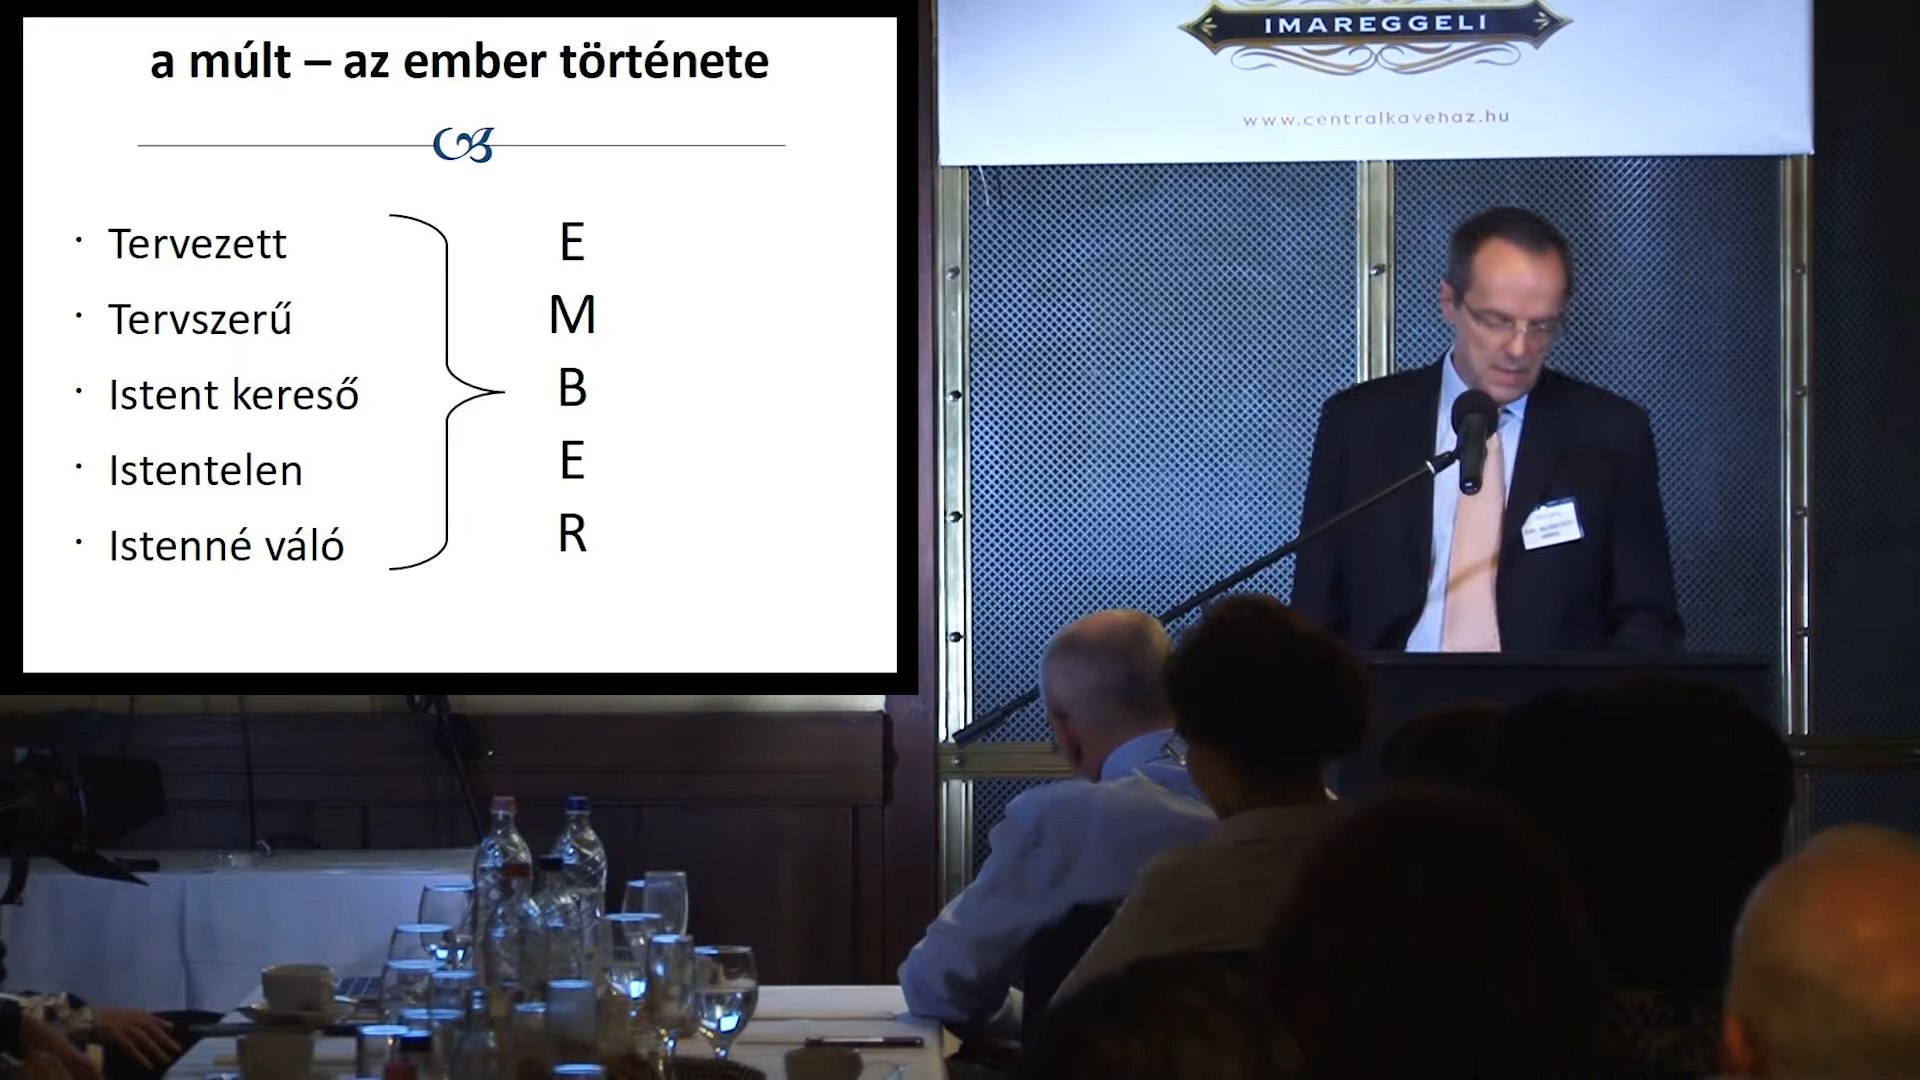 a múlt – az ember története
· Tervezett
· Tervszerű
· Istent kereső
· Istentelen
· Istenné váló
E
M
B
E
R
IMAREGGELI
www.centralkavehaz.hu